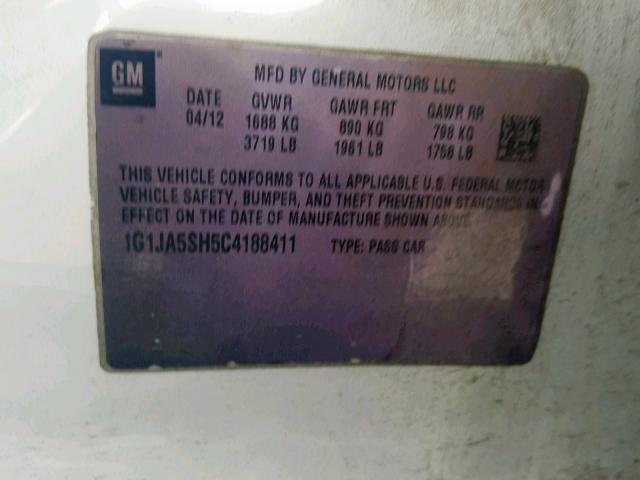 GM ®
MFD BY GENERAL MOTORS LLC
DATE GVWR GAWR FRT GAWR RR
04/12 1688 KG 890 KG 798 KG
3719 LB 1961 LB 1758 LB
THIS VEHICLE CONFORMS TO ALL APPLICABLE U.S. FEDERAL MOTOR
VEHICLE SAFETY, BUMPER, AND THEFT PREVENTION STANDARDS IN
EFFECT ON THE DATE OF MANUFACTURE SHOWN ABOVE.
1G1JA5SH5C4188411 TYPE: PASS CAR